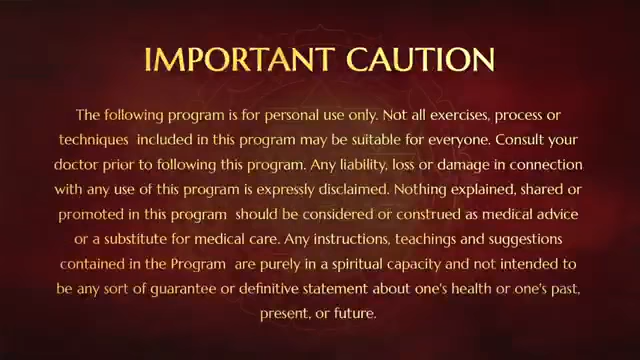 IMPORTANT CAUTION
The following program is for personal use only. Not all exercises, process or
techniques included in this program may be suitable for everyone. Consult your
doctor prior to following this program. Any liability, loss or damage in connection
with any use of this program is expressly disclaimed. Nothing explained, shared or
promoted in this program should be considered or construed as medical advice
or a substitute for medical care. Any instructions, teachings and suggestions
contained in the Program are purely in a spiritual capacity and not intended to
be any sort of guarantee or definitive statement about one's health or one's past,
present, or future.